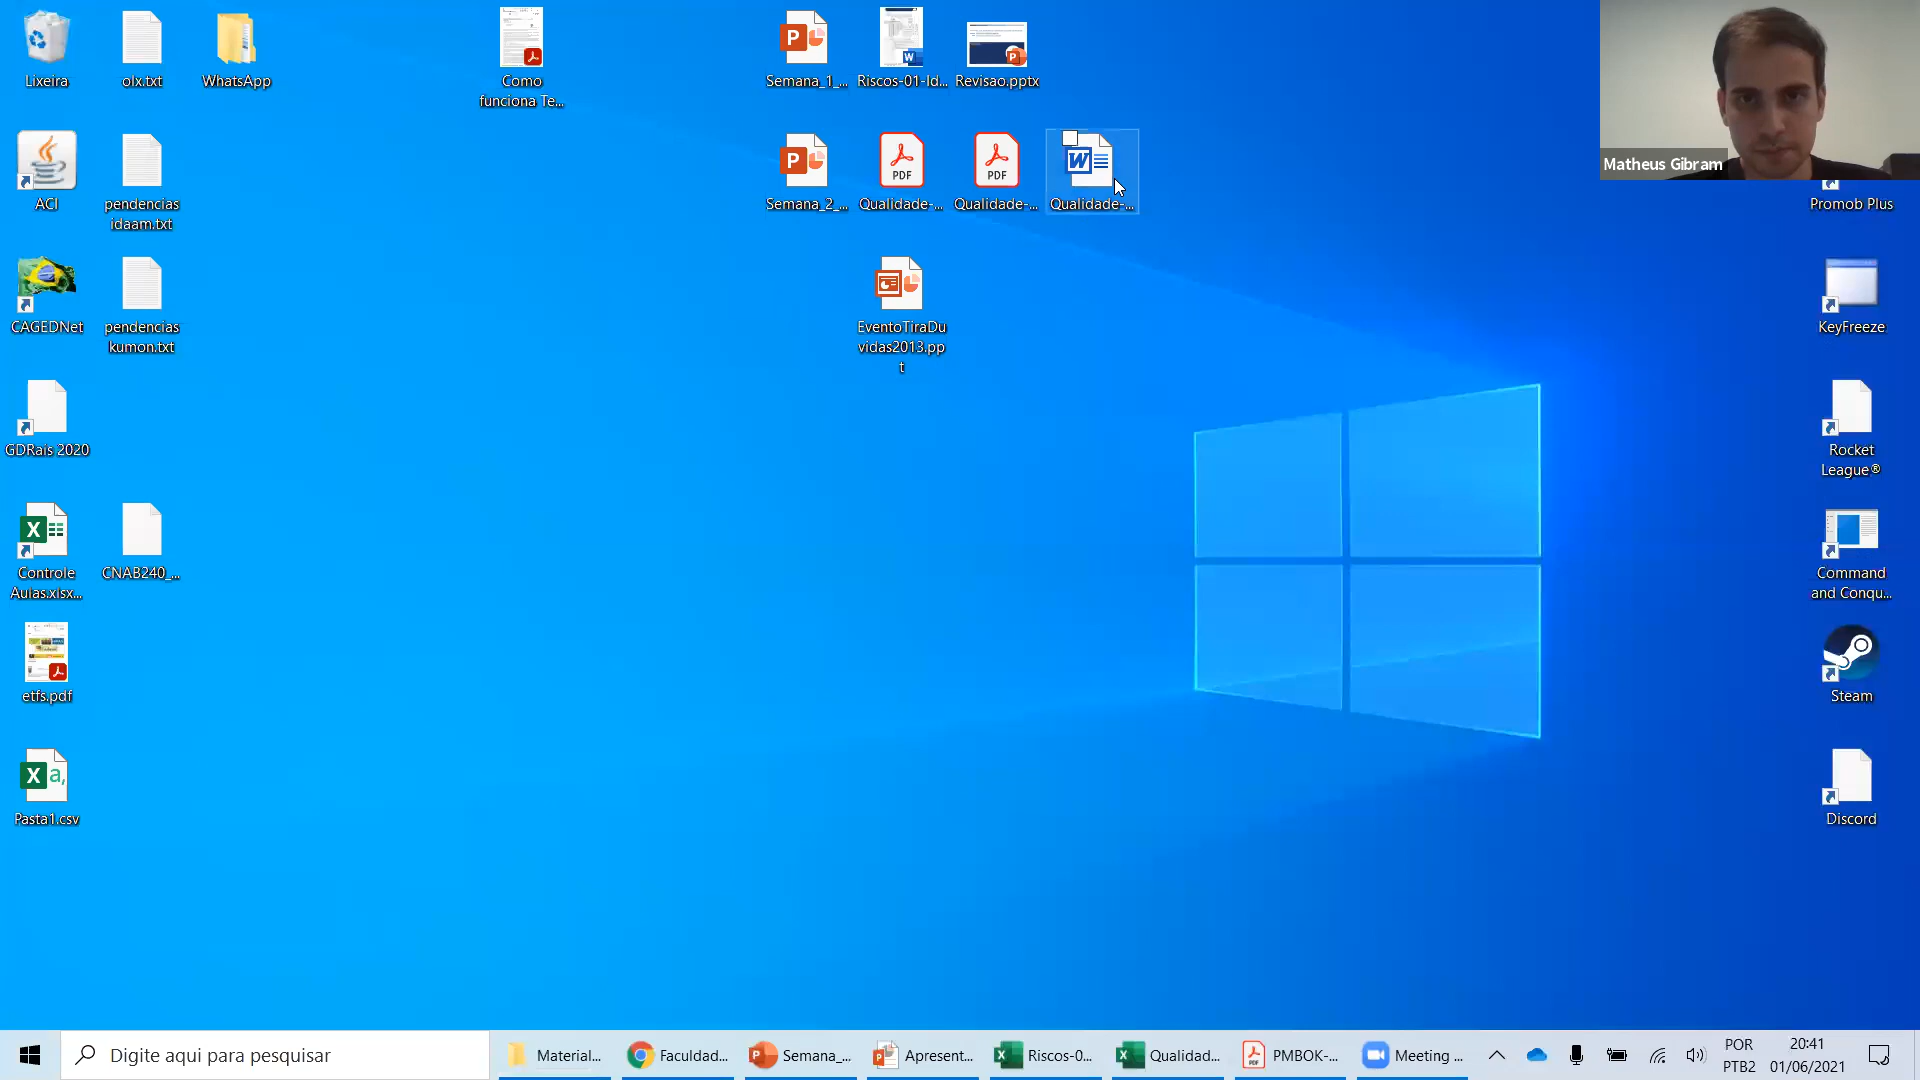 Lixeira
olx.txt
WhatsApp
Como
funciona Te...
Semana_1_...
Riscos-01-Id...
Revisao.pptx
Matheus Gibram
ACI
pendencias
idaam.txt
Semana_2_...
PDF
Qualidade-...
PDF
Qualidade-...
Qualidade-...
Promob Plus
CAGEDNet
pendencias
kumon.txt
EventoTiraDu
vidas2013.pp
t
KeyFreeze
GDRais 2020
Rocket
League®
Controle
Aulas.xlsx...
CNAB240_...
Command
and Conqu...
etfs.pdf
Steam
Pasta1.csv
Discord
Digite aqui para pesquisar
Material...
Faculdad...
Semana_...
Apresent...
Riscos-0...
Qualidad...
PMBOK-...
Meeting ...
POR
PTB2
20:41
01/06/2021